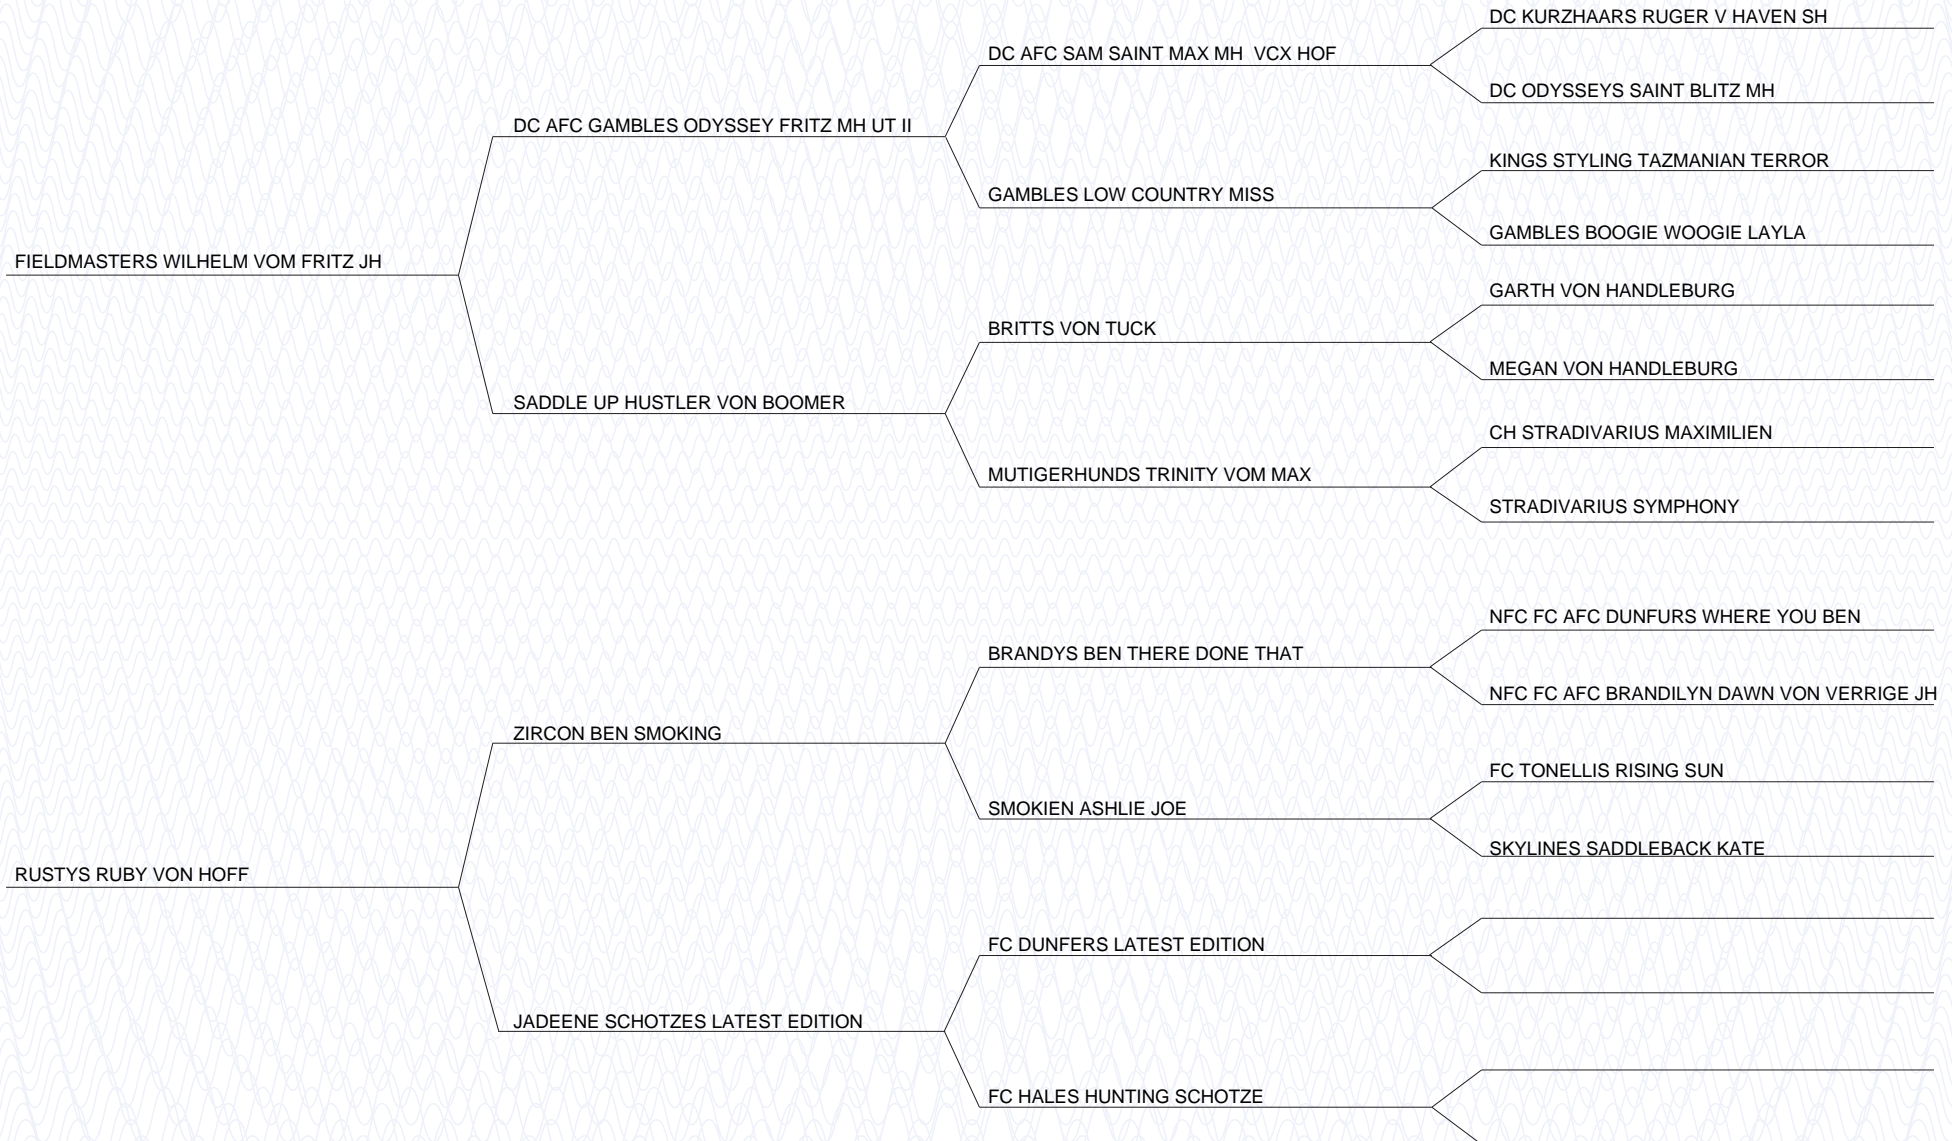 DC KURZHAARS RUGER V HAVEN SH
DC AFC SAM SAINT MAX MH  VCX HOF
DC ODYSSEYS SAINT BLITZ MH
DC AFC GAMBLES ODYSSEY FRITZ MH UT II
KINGS STYLING TAZMANIAN TERROR
GAMBLES LOW COUNTRY MISS
GAMBLES BOOGIE WOOGIE LAYLA
FIELDMASTERS WILHELM VOM FRITZ JH
GARTH VON HANDLEBURG
BRITTS VON TUCK
MEGAN VON HANDLEBURG
SADDLE UP HUSTLER VON BOOMER
CH STRADIVARIUS MAXIMILIEN
MUTIGERHUNDS TRINITY VOM MAX
STRADIVARIUS SYMPHONY
NFC FC AFC DUNFURS WHERE YOU BEN
BRANDYS BEN THERE DONE THAT
NFC FC AFC BRANDILYN DAWN VON VERRIGE JH
ZIRCON BEN SMOKING
FC TONELLIS RISING SUN
SMOKIEN ASHLIE JOE
SKYLINES SADDLEBACK KATE
RUSTYS RUBY VON HOFF
FC DUNFERS LATEST EDITION
JADEENE SCHOTZES LATEST EDITION
FC HALES HUNTING SCHOTZE